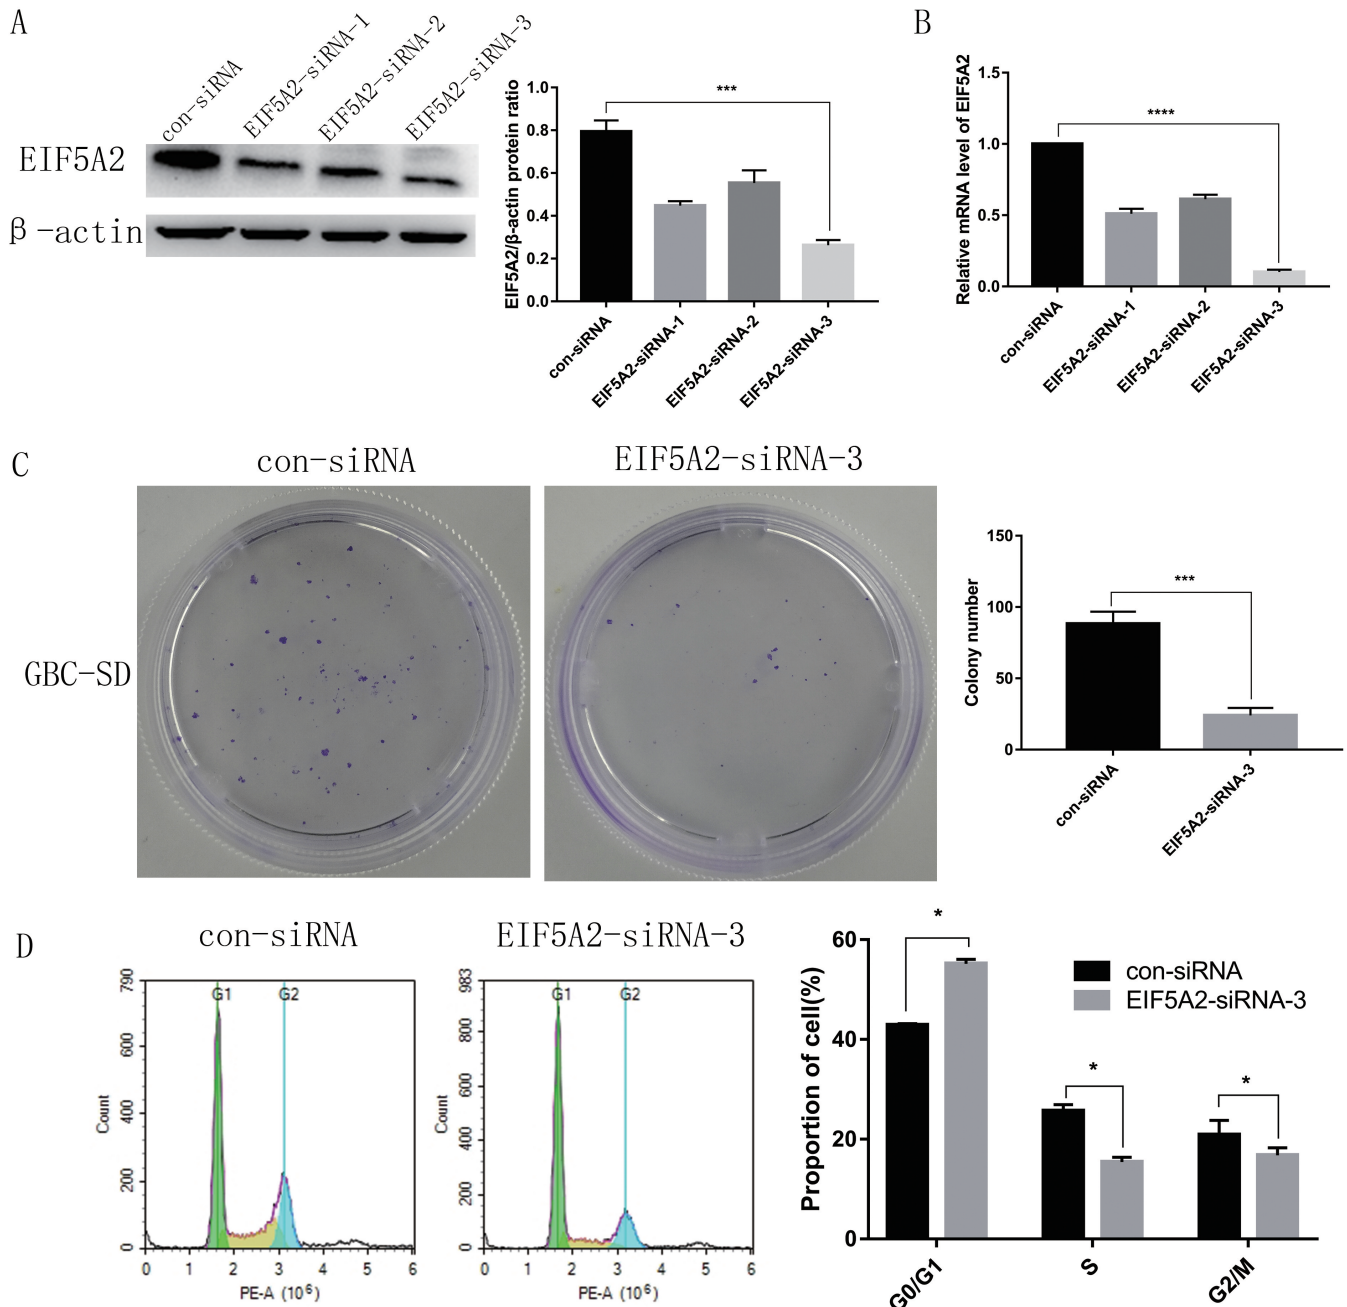 A
con-siRNA
EIF5A2-siRNA-1
EIF5A2-siRNA-2
EIF5A2-siRNA-3
EIF5A2
β-actin
EIF5A2/β-actin protein ratio
1.0
0.8
0.6
0.4
0.2
0.0
***
con-siRNA
EIF5A2-siRNA-1
EIF5A2-siRNA-2
EIF5A2-siRNA-3
B
Relative mRNA level of EIF5A2
1.5
1.0
0.5
0.0
****
con-siRNA
EIF5A2-siRNA-1
EIF5A2-siRNA-2
EIF5A2-siRNA-3
C
con-siRNA
EIF5A2-siRNA-3
GBC-SD
Colony number
150
100
50
0
***
con-siRNA
EIF5A2-siRNA-3
D
con-siRNA
Count
790
600
400
200
0
G1
G2
0 1 2 3 4 5 6
PE-A (10⁶)
EIF5A2-siRNA-3
Count
983
800
600
400
200
0
G1
G2
0 1 2 3 4 5 6
PE-A (10⁶)
Proportion of cell(%)
60
40
20
0
*
*
*
con-siRNA
EIF5A2-siRNA-3
G0/G1
S
G2/M